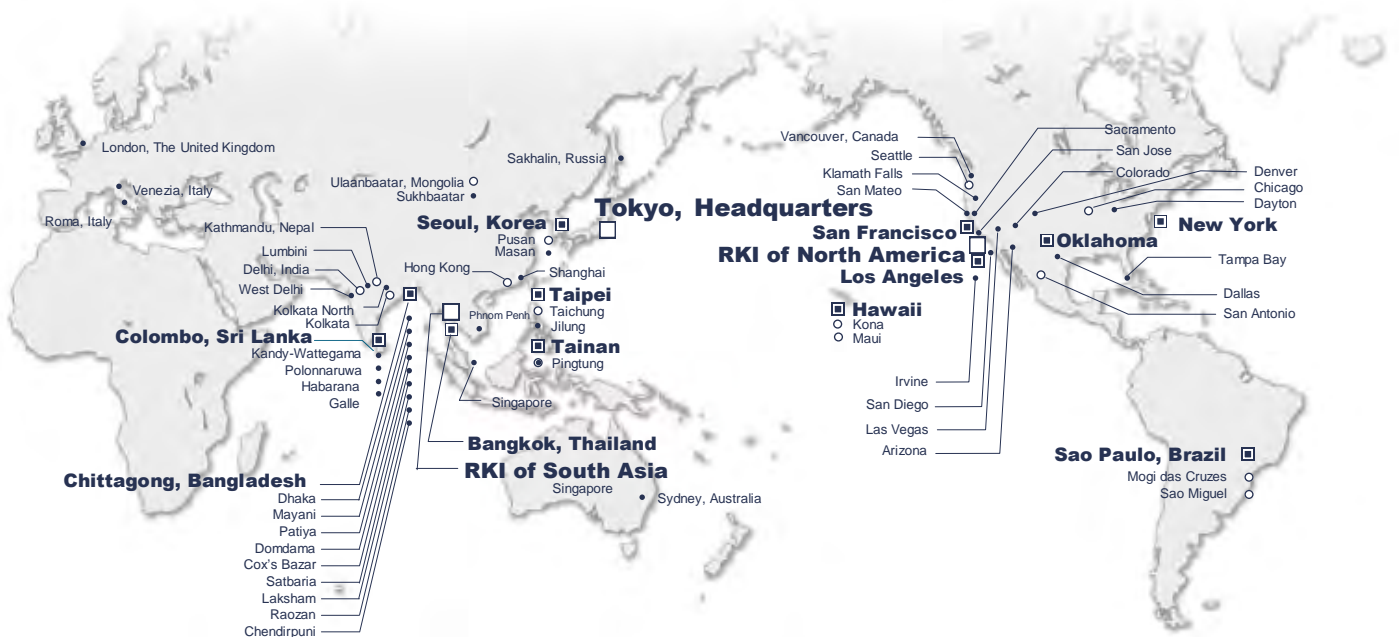 London, The United Kingdom
Venezia, Italy
Roma, Italy
Sakhalin, Russia
Ulaanbaatar, Mongolia
Sukhbaatar
Tokyo, Headquarters
Seoul, Korea
Pusan
Masan
Kathmandu, Nepal
Lumbini
Delhi, India
West Delhi
Kolkata North
Kolkata
Hong Kong
Shanghai
Taipei
Taichung
Jilung
Tainan
Pingtung
Phnom Penh
Colombo, Sri Lanka
Kandy-Wattegama
Polonnaruwa
Habarana
Galle
Singapore
Bangkok, Thailand
RKI of South Asia
Singapore
Sydney, Australia
Chittagong, Bangladesh
Dhaka
Mayani
Patiya
Domdama
Cox's Bazar
Satbaria
Laksham
Raozan
Chendirpuni
Vancouver, Canada
Seattle
Klamath Falls
San Mateo
San Francisco
RKI of North America
Los Angeles
Hawaii
Kona
Maui
Irvine
San Diego
Las Vegas
Arizona
Sacramento
San Jose
Colorado
Denver
Chicago
Dayton
New York
Oklahoma
Tampa Bay
Dallas
San Antonio
Sao Paulo, Brazil
Mogi das Cruzes
Sao Miguel